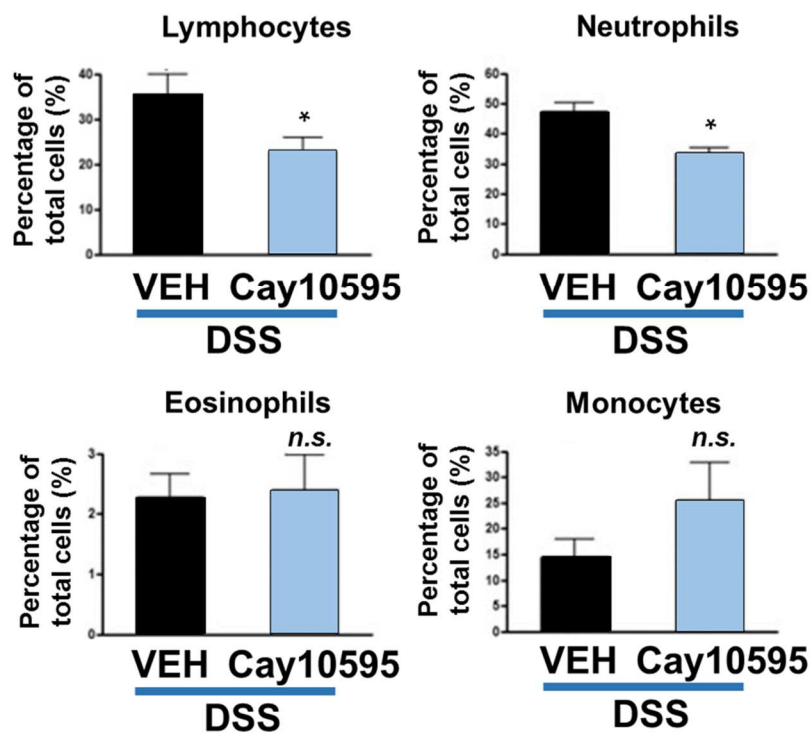 Lymphocytes
Percentage of
total cells (%)
40
30
20
10
0
*
VEH Cay10595
DSS
Neutrophils
Percentage of
total cells (%)
60
50
40
30
20
10
0
*
VEH Cay10595
DSS
Eosinophils
Percentage of
total cells (%)
3
2
1
0
n.s.
VEH Cay10595
DSS
Monocytes
Percentage of
total cells (%)
35
30
25
20
15
10
5
0
n.s.
VEH Cay10595
DSS